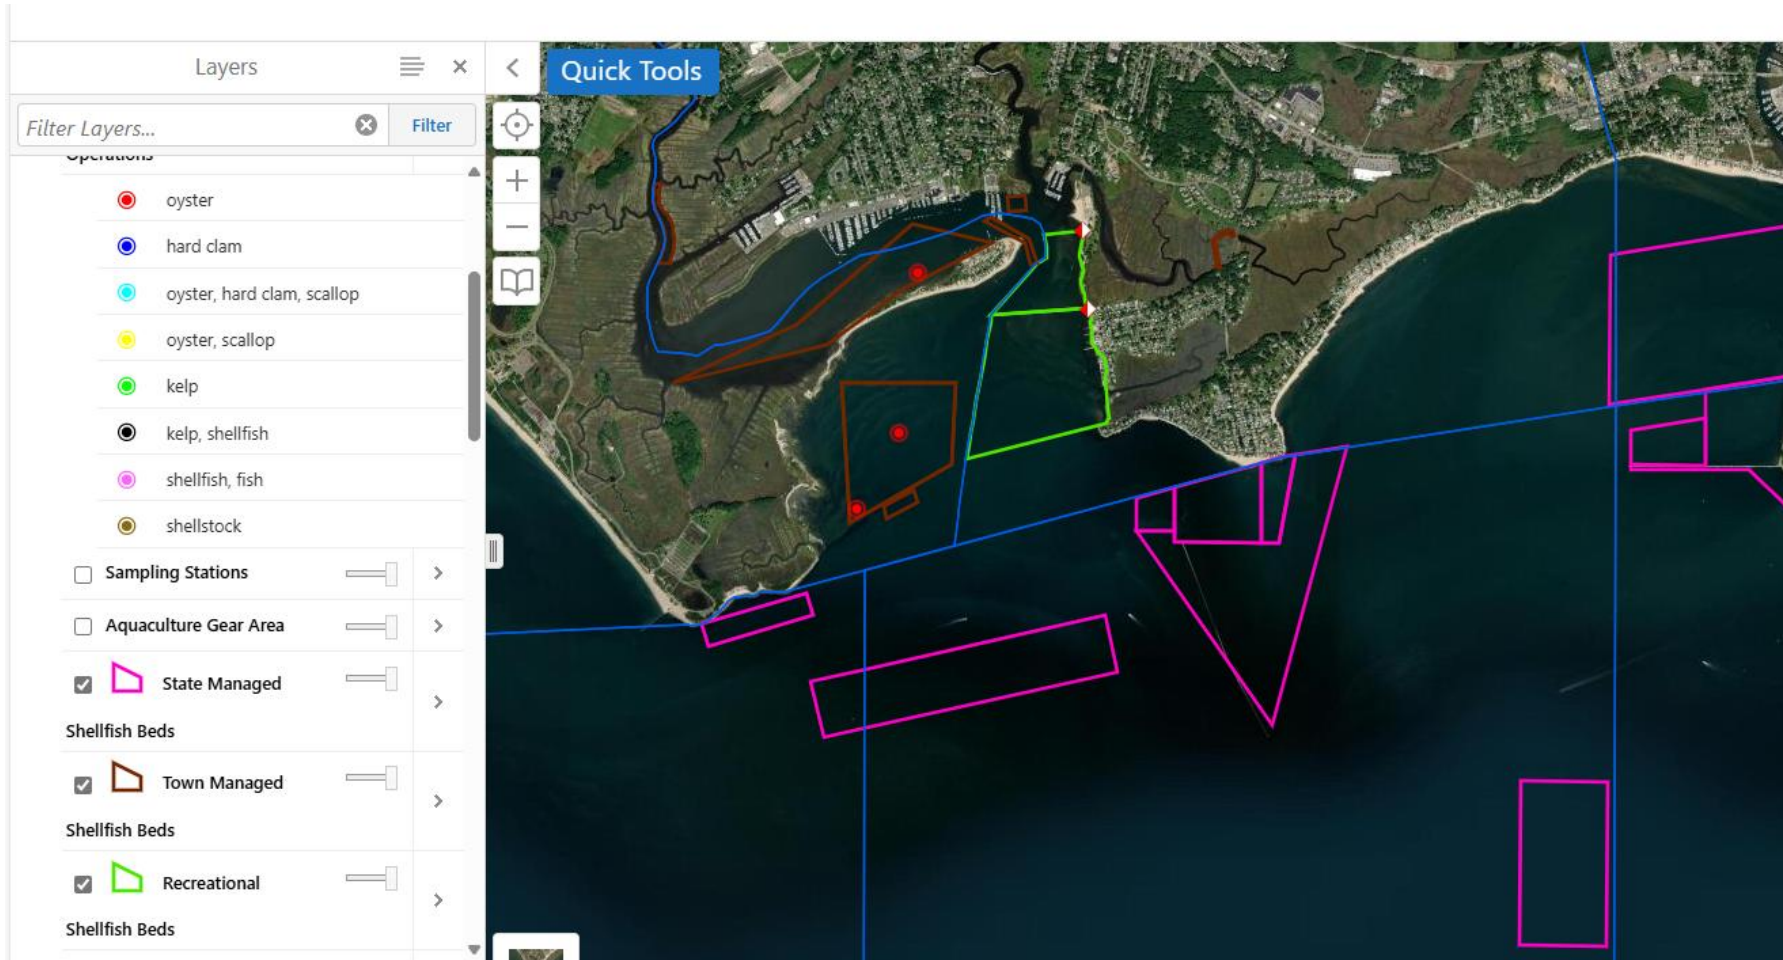 Layers
Quick Tools
Filter Layers...
Filter
Operations
oyster
hard clam
oyster, hard clam, scallop
oyster, scallop
kelp
kelp, shellfish
shellfish, fish
shellstock
Sampling Stations
Aquaculture Gear Area
State Managed
Shellfish Beds
Town Managed
Shellfish Beds
Recreational
Shellfish Beds